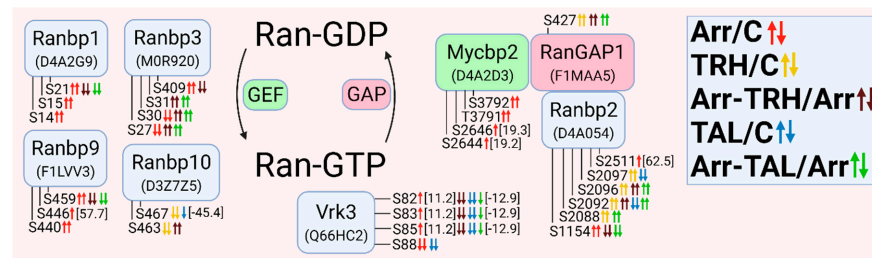 Ranbp1
(D4A2G9)
S21⇈⇊⇊
S15⇈
S14⇈
Ranbp3
(M0R920)
S409⇈⇊
S31⇈⇈
S30⇊⇈⇈
S27⇊⇈⇈
Ranbp9
(F1LVV3)
S459⇈⇊⇊
S446↑[57.7]
S440⇈
Ranbp10
(D3Z7Z5)
S467⇊↓[-45.4]
S463⇊⇈
Ran-GDP
GEF
GAP
Ran-GTP
Vrk3
(Q66HC2)
S82↑[11.2]⇊⇊↓[-12.9]
S83↑[11.2]⇊⇊↓[-12.9]
S85↑[11.2]⇊⇊↓[-12.9]
S88⇊⇊
S427⇈⇈⇈
Mycbp2
(D4A2D3)
S3792⇈
T3791⇈
S2646↑[19.3]
S2644↑[19.2]
RanGAP1
(F1MAA5)
Ranbp2
(D4A054)
S2511↑[62.5]
S2097⇈⇊
S2096⇈⇈⇈
S2092⇈⇈⇊⇈
S2088⇈⇈
S1154⇈⇊⇊
Arr/C↑↓
TRH/C↑↓
Arr-TRH/Arr↑↓
TAL/C↑↓
Arr-TAL/Arr↑↓